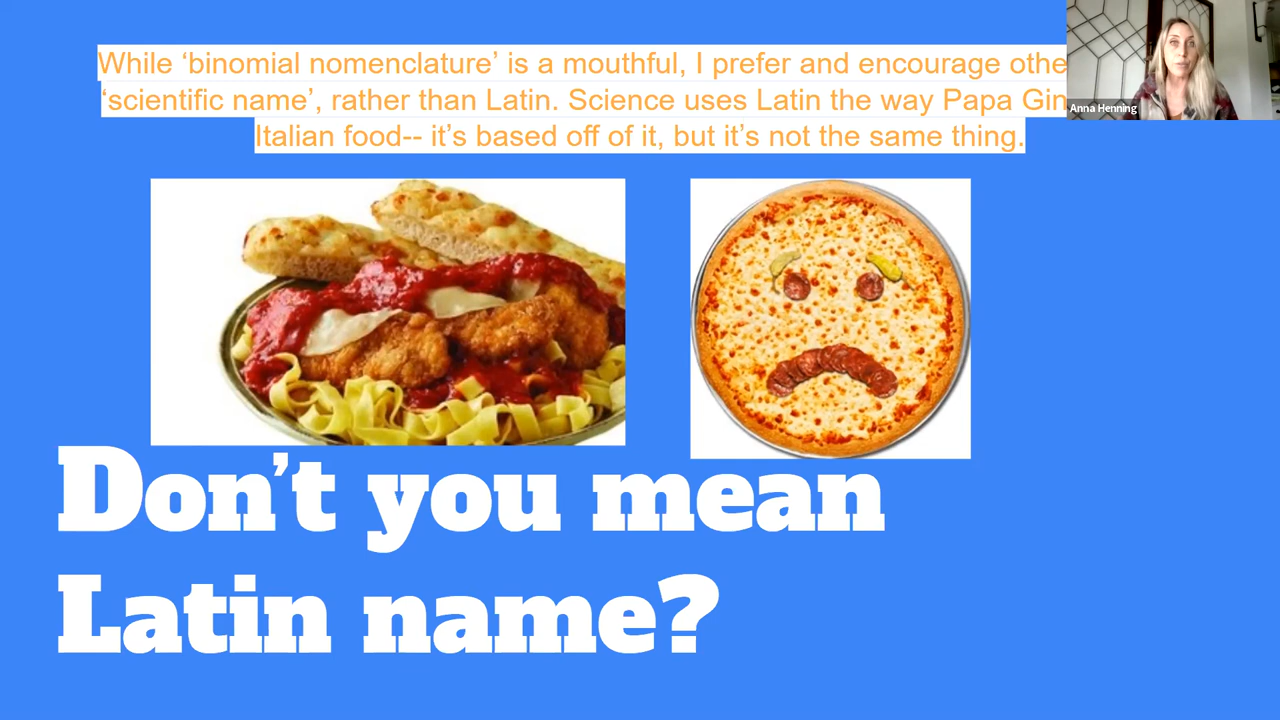 While ‘binomial nomenclature’ is a mouthful, I prefer and encourage
‘scientific name’, rather than Latin. Science uses Latin the way Papa
Italian food-- it’s based off of it, but it’s not the same thing.
Anna Henning
Don’t you mean
Latin name?